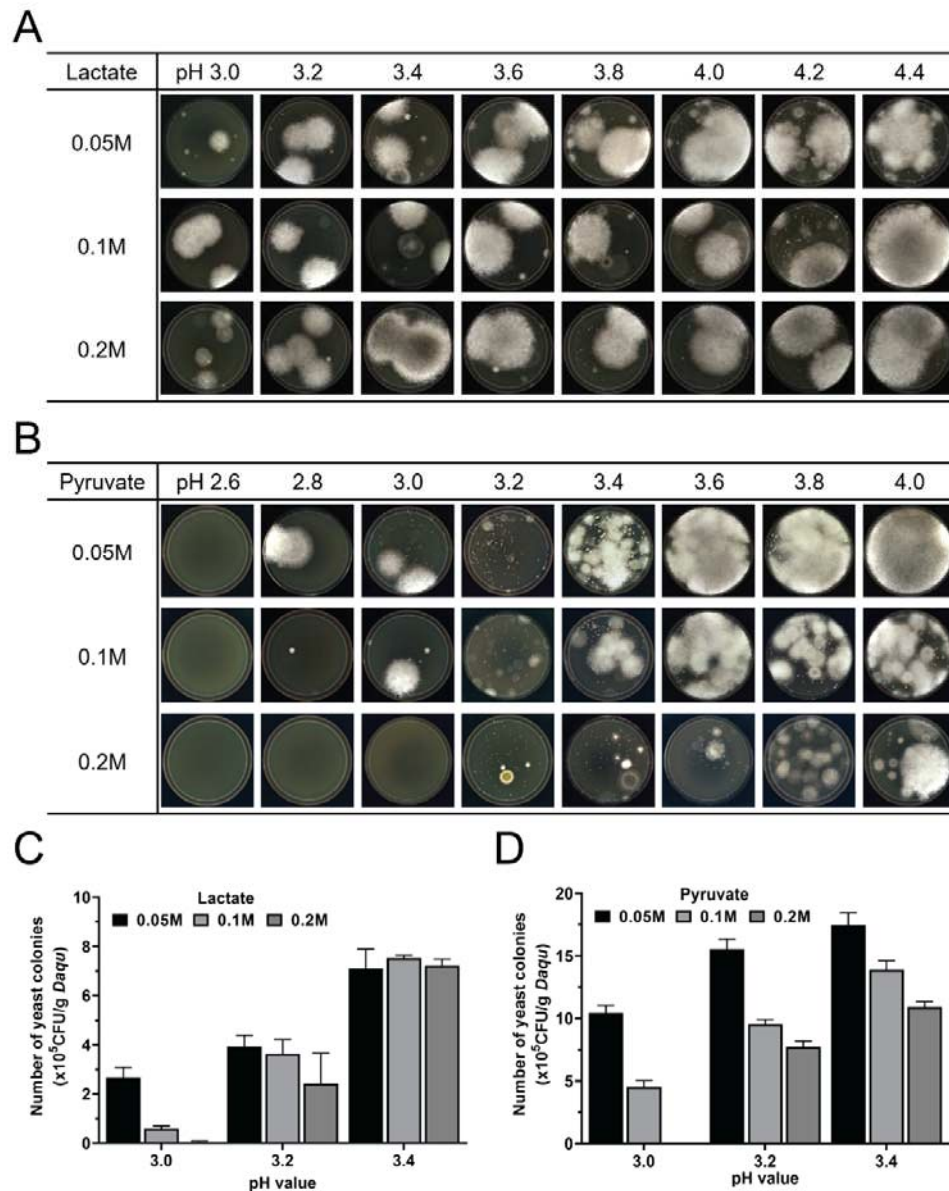 A
Lactate pH 3.0 3.2 3.4 3.6 3.8 4.0 4.2 4.4
0.05M
0.1M
0.2M
B
Pyruvate pH 2.6 2.8 3.0 3.2 3.4 3.6 3.8 4.0
0.05M
0.1M
0.2M
C
Number of yeast colonies
(x10⁵CFU/g Daqu)
10
8
6
4
2
0
Lactate
0.05M 0.1M 0.2M
3.0 3.2 3.4
pH value
D
Number of yeast colonies
(x10⁵CFU/g Daqu)
20
15
10
5
0
Pyruvate
0.05M 0.1M 0.2M
3.0 3.2 3.4
pH value